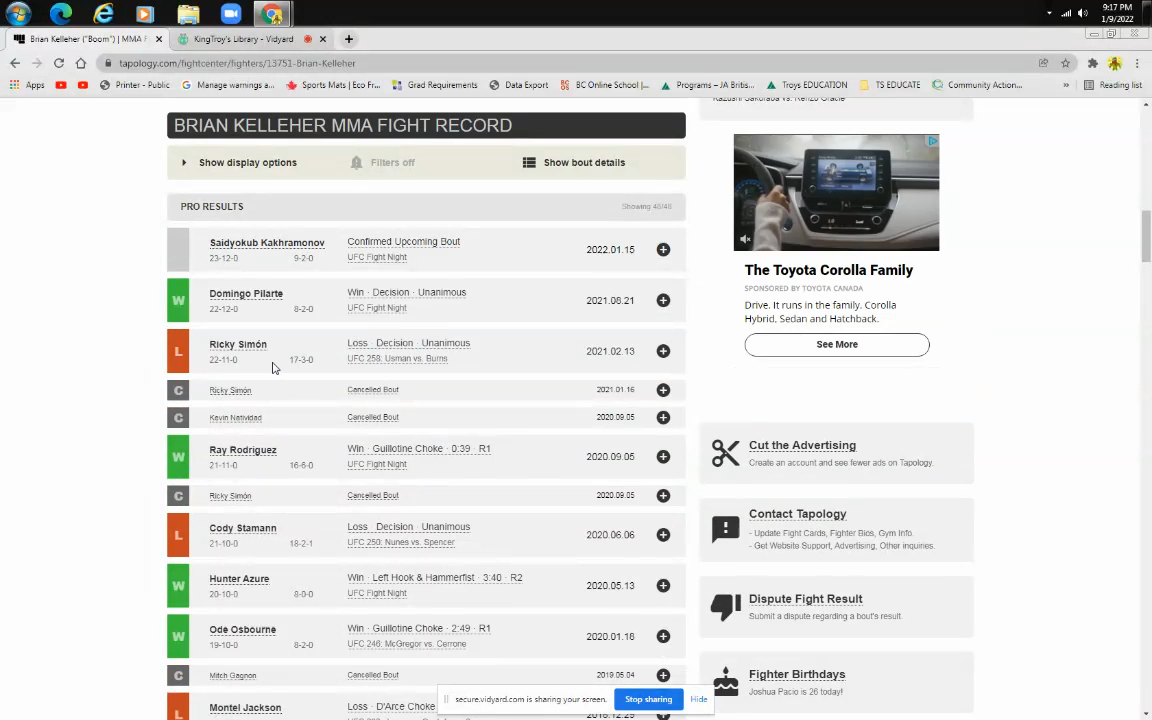 9:17 PM
1/9/2022
Brian Kelleher ("Boom") | MMA F
KingTroy's Library - Vidyard
tapology.com/fightcenter/fighters/13751-Brian-Kelleher
Apps
Printer - Public
Manage warnings a...
Sports Mats | Eco Fr...
Grad Requirement
Data Export
BC Online School |...
Programs – JA Britis...
Troys EDUCATION
TS EDUCATE
Community Action...
»
Reading list
Kazushi Sakuraba vs. Renzo Gracie
BRIAN KELLEHER MMA FIGHT RECORD
Show display options
Filters off
Show bout details
PRO RESULTS
Showing 48/48
Saidyokub Kakhramonov
Confirmed Upcoming Bout
2022.01.15
23-12-0
9-2-0
UFC Fight Night
W
Domingo Pilarte
Win · Decision · Unanimous
2021.08.21
22-12-0
8-2-0
UFC Fight Night
L
Ricky Simón
Loss · Decision · Unanimous
2021.02.13
22-11-0
17-3-0
UFC 258: Usman vs. Burns
C
Ricky Simón
Cancelled Bout
2021.01.16
C
Kevin Natividad
Cancelled Bout
2020.09.05
W
Ray Rodriguez
Win · Guillotine Choke · 0:39 · R1
2020.09.05
21-11-0
16-6-0
UFC Fight Night
C
Ricky Simón
Cancelled Bout
2020.09.05
L
Cody Stamann
Loss · Decision · Unanimous
2020.06.06
21-10-0
18-2-1
UFC 250: Nunes vs. Spencer
W
Hunter Azure
Win · Left Hook & Hammerfist · 3:40 · R2
2020.05.13
20-10-0
8-0-0
UFC Fight Night
W
Ode Osbourne
Win · Guillotine Choke · 2:49 · R1
2020.01.18
19-10-0
8-2-0
UFC 246: McGregor vs. Cerrone
C
Mitch Gagnon
Cancelled Bout
2019.05.04
L
Montel Jackson
Loss · D'Arce Choke
2018.12.29
The Toyota Corolla Family
SPONSORED BY TOYOTA CANADA
Drive. It runs in the family. Corolla
Hybrid, Sedan and Hatchback.
See More
Cut the Advertising
Create an account and see fewer ads on Tapology.
Contact Tapology
- Update Fight Cards, Fighter Bios, Gym Info.
- Get Website Support, Advertising, Other inquiries.
Dispute Fight Result
Submit a dispute regarding a bout's result.
Fighter Birthdays
Joshua Pacio is 26 today!
secure.vidyard.com is sharing your screen.
Stop sharing
Hide